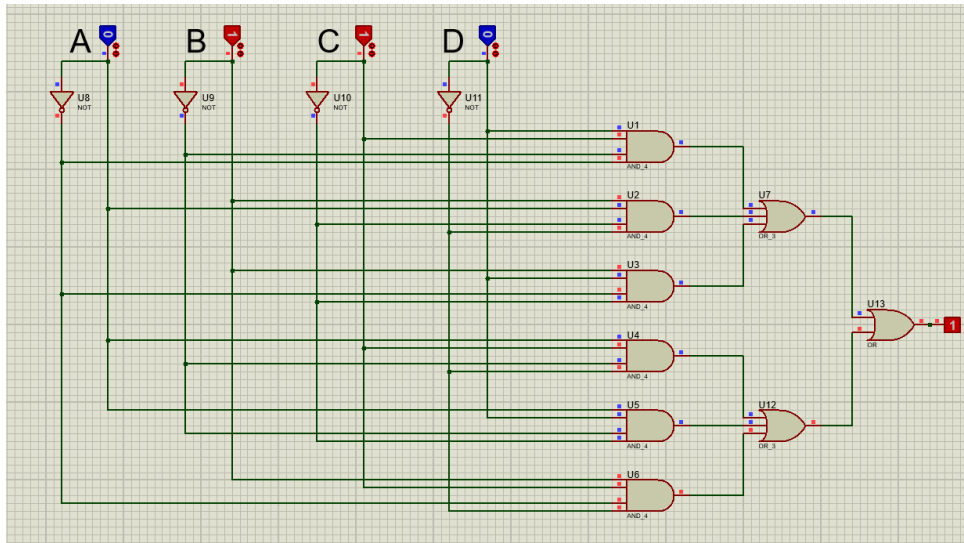 A 0 B 1 C 1 D 0
U8
NOT
U9
NOT
U10
NOT
U11
NOT
U1
AND_4
U2
AND_4
U7
OR_3
U3
AND_4
U13
OR
1
U4
AND_4
U5
AND_4
U12
OR_3
U6
AND_4